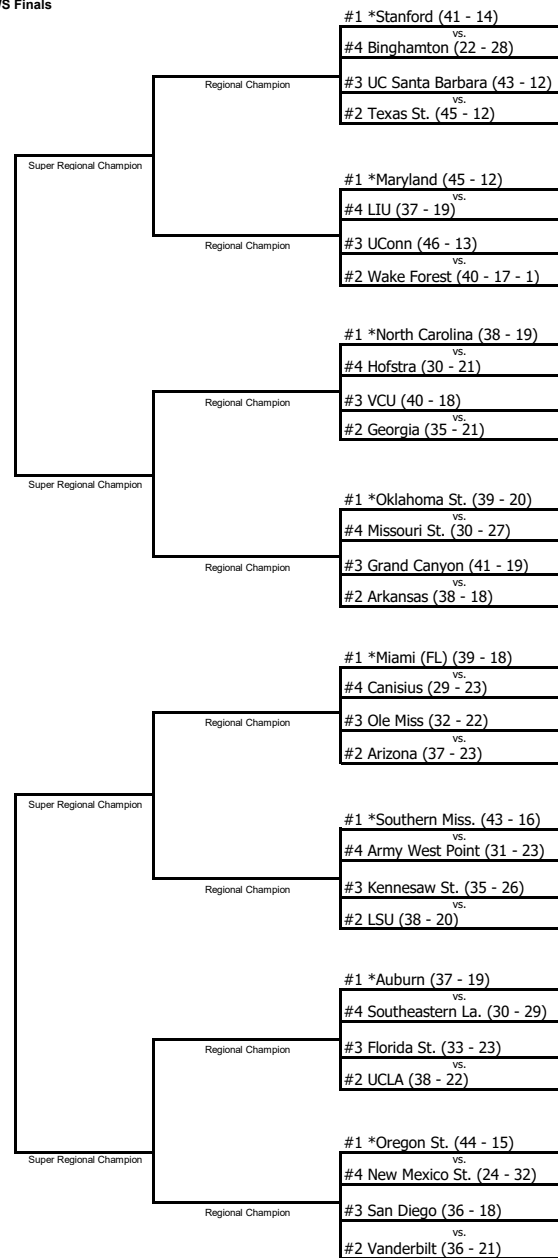 Finals
#1 *Stanford (41 - 14)
vs.
#4 Binghamton (22 - 28)
Regional Champion
#3 UC Santa Barbara (43 - 12)
vs.
#2 Texas St. (45 - 12)
Super Regional Champion
#1 *Maryland (45 - 12)
vs.
#4 LIU (37 - 19)
Regional Champion
#3 UConn (46 - 13)
vs.
#2 Wake Forest (40 - 17 - 1)
#1 *North Carolina (38 - 19)
vs.
#4 Hofstra (30 - 21)
Regional Champion
#3 VCU (40 - 18)
vs.
#2 Georgia (35 - 21)
Super Regional Champion
#1 *Oklahoma St. (39 - 20)
vs.
#4 Missouri St. (30 - 27)
Regional Champion
#3 Grand Canyon (41 - 19)
vs.
#2 Arkansas (38 - 18)
#1 *Miami (FL) (39 - 18)
vs.
#4 Canisius (29 - 23)
Regional Champion
#3 Ole Miss (32 - 22)
vs.
#2 Arizona (37 - 23)
Super Regional Champion
#1 *Southern Miss. (43 - 16)
vs.
#4 Army West Point (31 - 23)
Regional Champion
#3 Kennesaw St. (35 - 26)
vs.
#2 LSU (38 - 20)
#1 *Auburn (37 - 19)
vs.
#4 Southeastern La. (30 - 29)
Regional Champion
#3 Florida St. (33 - 23)
vs.
#2 UCLA (38 - 22)
#1 *Oregon St. (44 - 15)
Super Regional Champion
vs.
#4 New Mexico St. (24 - 32)
Regional Champion
#3 San Diego (36 - 18)
vs.
#2 Vanderbilt (36 - 21)